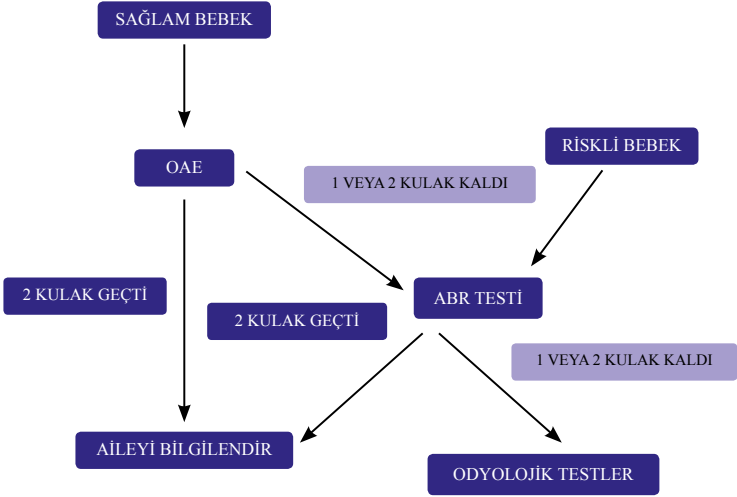 SAĞLAM BEBEK
OAE
RİSKLİ BEBEK
1 VEYA 2 KULAK KALDI
2 KULAK GEÇTİ
2 KULAK GEÇTİ
ABR TESTİ
1 VEYA 2 KULAK KALDI
AİLEYİ BİLGİLENDİR
ODYOLOJİK TESTLER